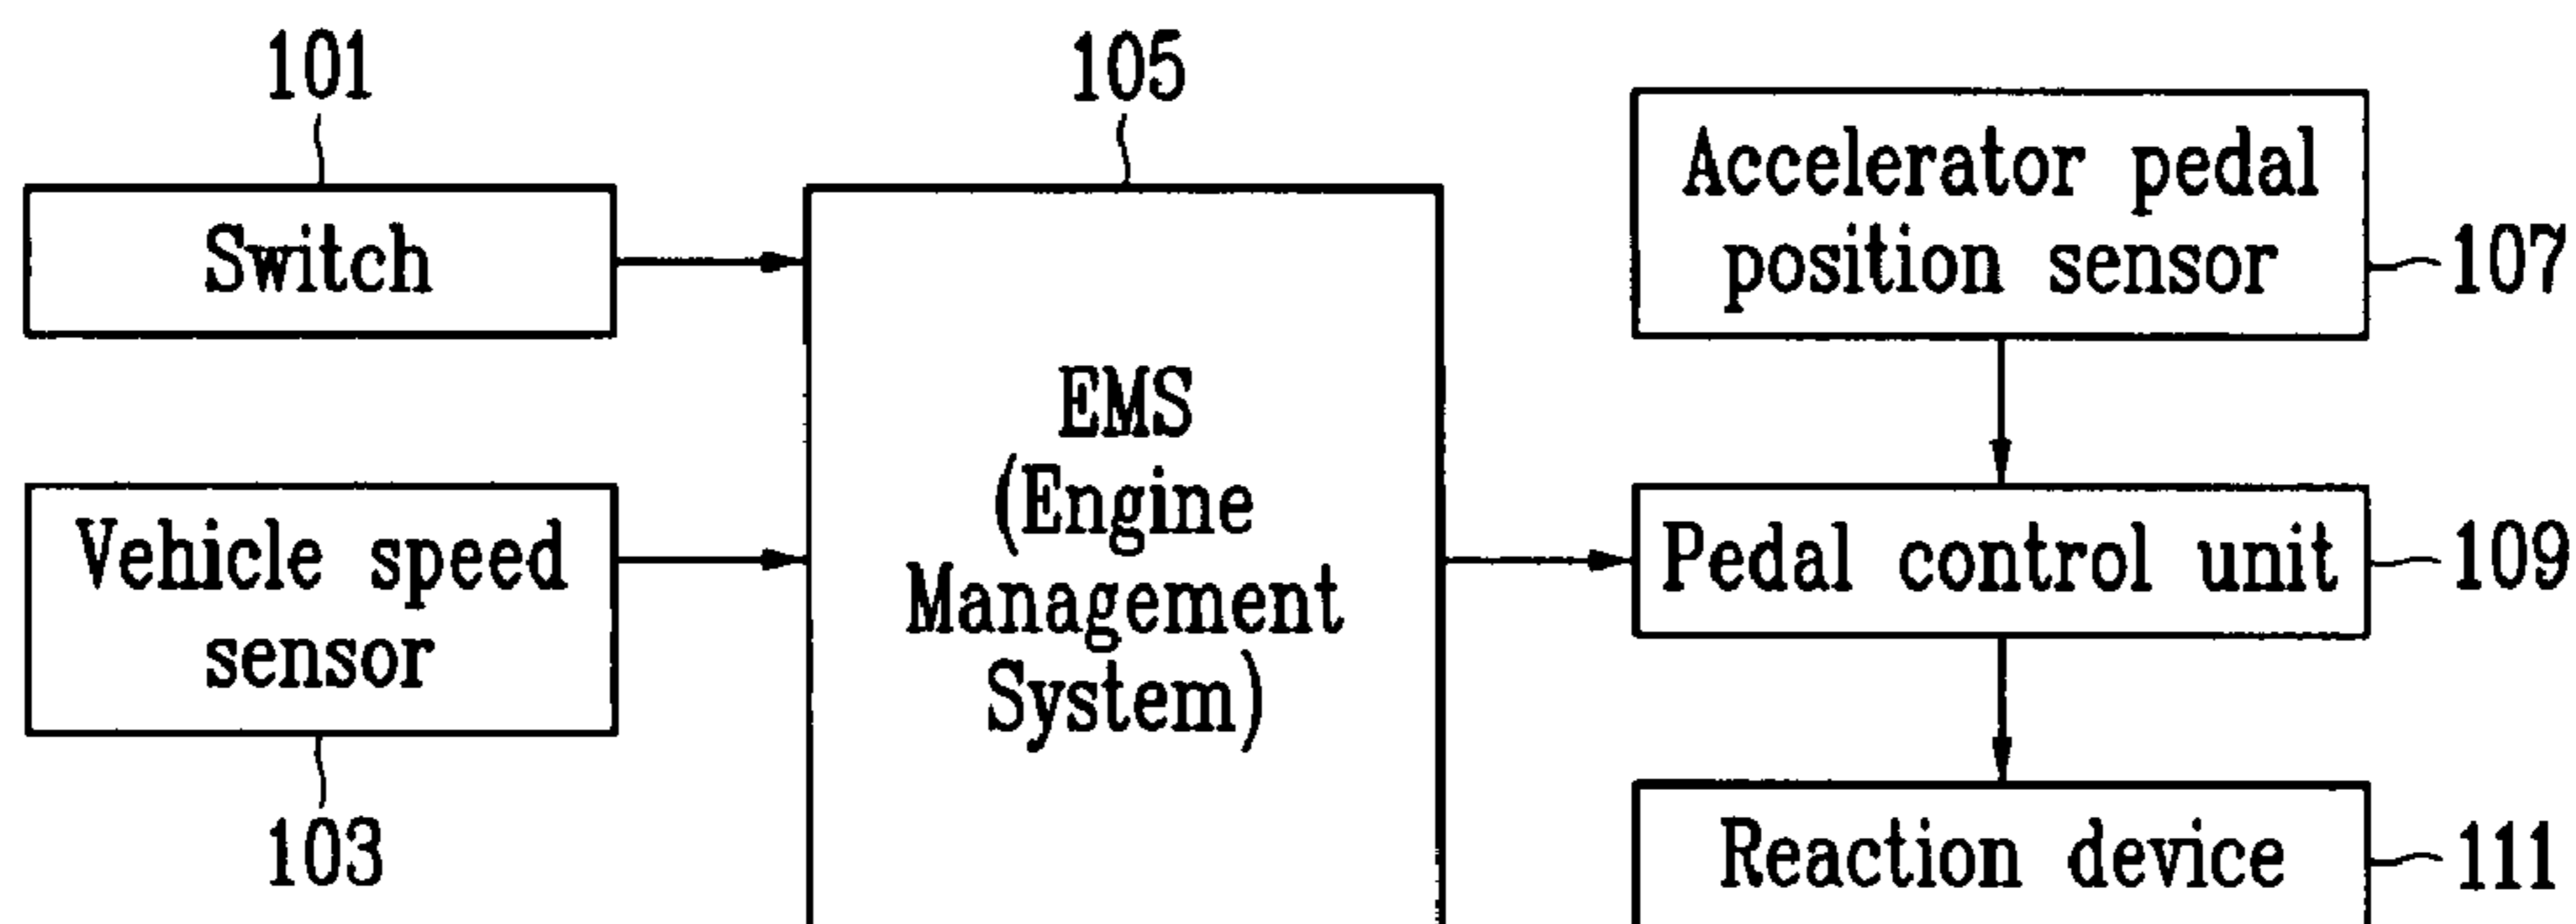 101
Switch
Vehicle speed
sensor
103
105
EMS
(Engine
Management
System)
Accelerator pedal
position sensor
107
Pedal control unit
109
Reaction device
111